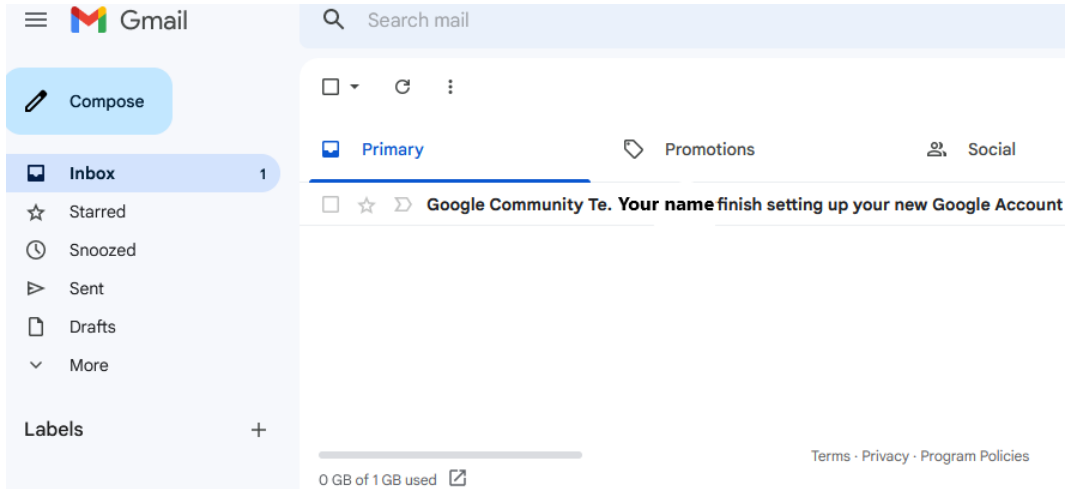 Gmail
Search mail
Compose
Primary
Promotions
Social
Inbox 1
Google Community Te. Your name finish setting up your new Google Account
Starred
Snoozed
Sent
Drafts
More
Labels
0 GB of 1 GB used
Terms · Privacy · Program Policies